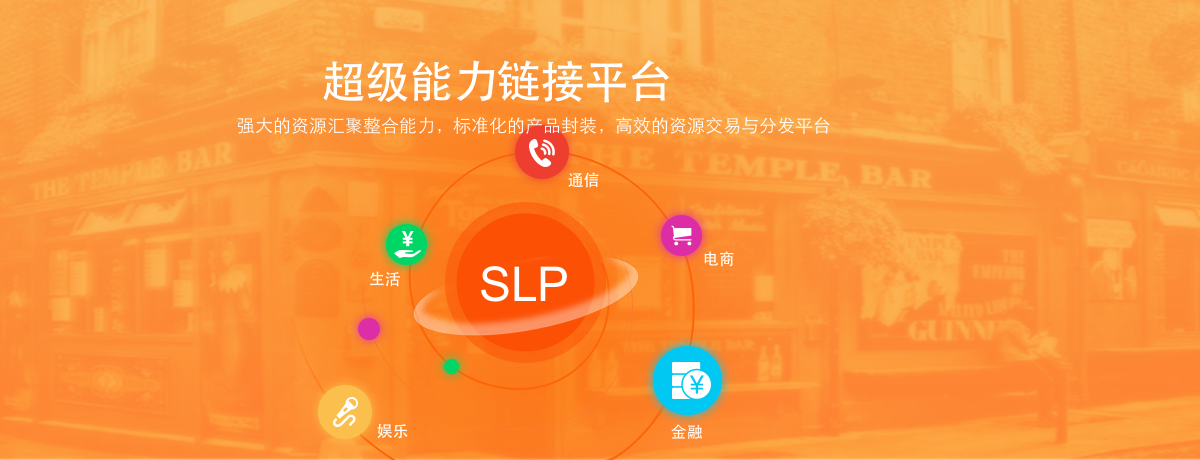 超级能力链接平台
强大的资源汇聚整合能力，标准化的产品封装，高效的资源交易与分发平台
THE TEMPLE BAR
THE TEMPLE BAR
通信
电商
生活
SLP
GUINNESS
金融
娱乐